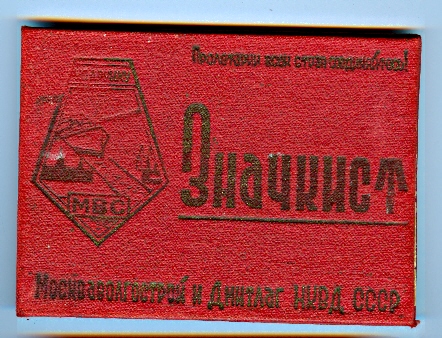 Пролетарии всех стран соединяйтесь!
МВС
Значкист
Москваволгострой и Дмитлаг НКВД СССР